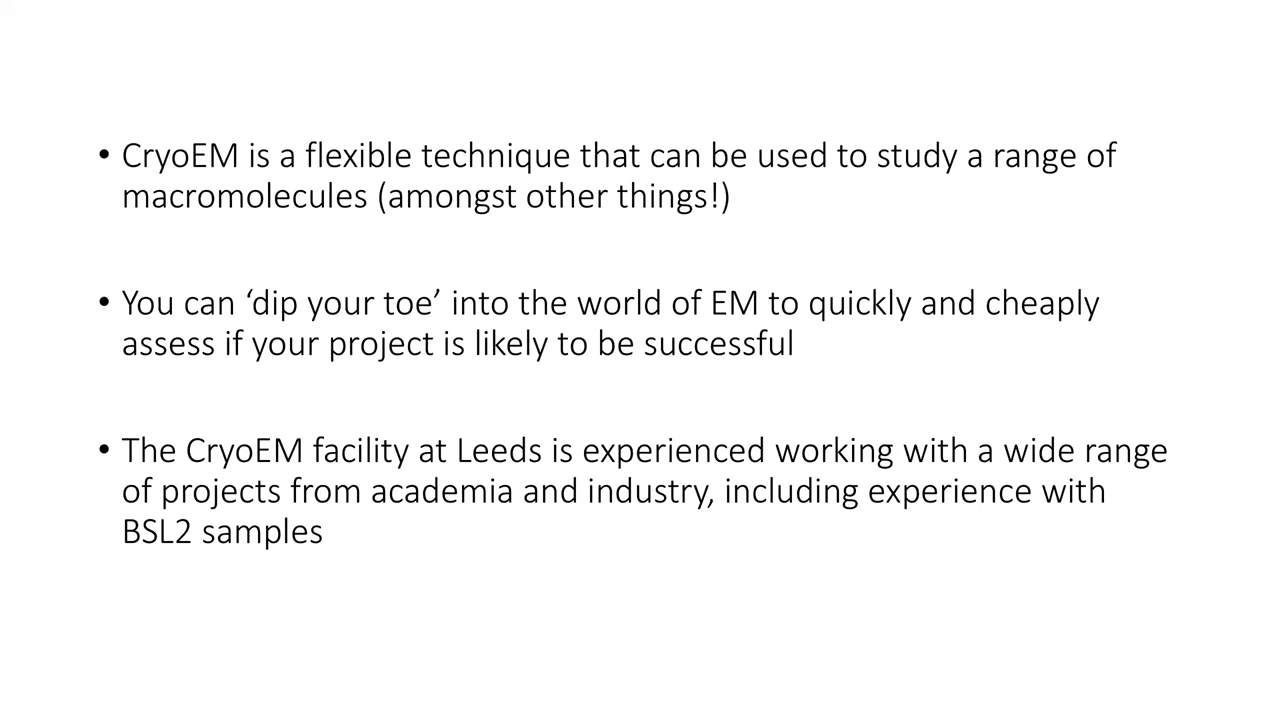 • CryoEM is a flexible technique that can be used to study a range of
macromolecules (amongst other things!)
• You can ‘dip your toe’ into the world of EM to quickly and cheaply
assess if your project is likely to be successful
• The CryoEM facility at Leeds is experienced working with a wide range
of projects from academia and industry, including experience with
BSL2 samples